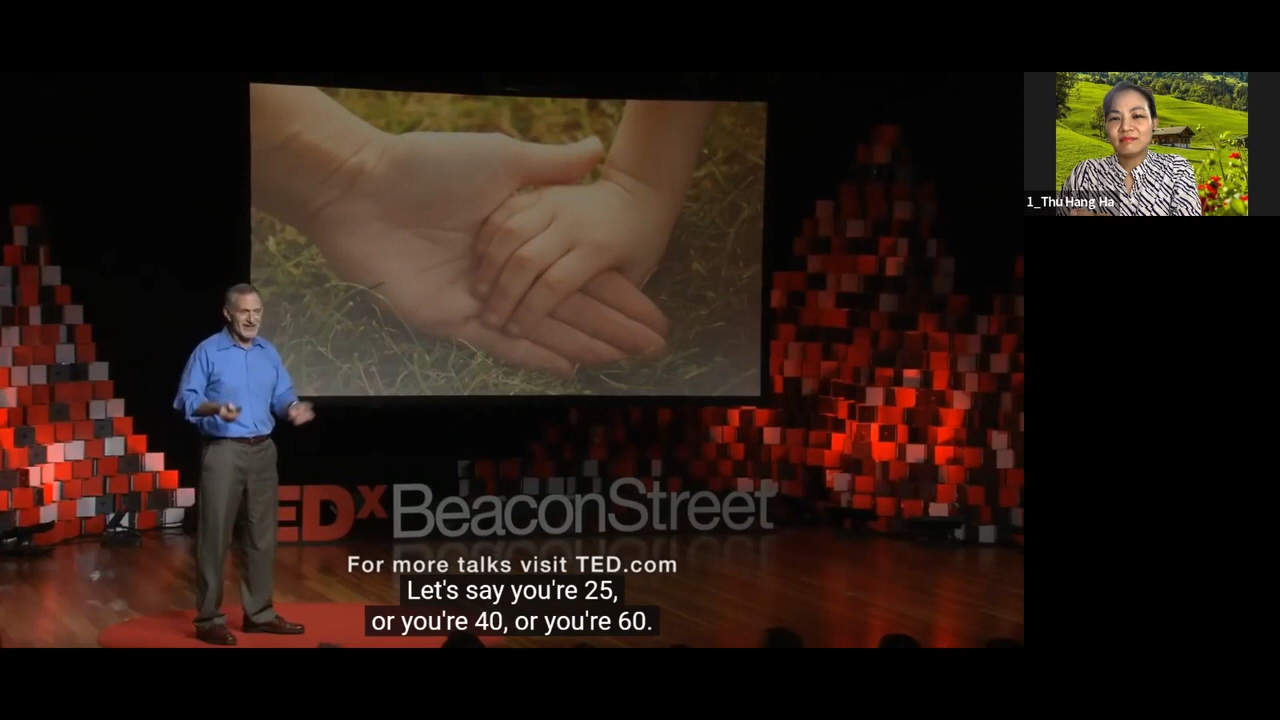 TEDx BeaconStreet
For more talks visit TED.com
Let's say you're 25,
or you're 40, or you're 60.
1_Thu Hang Ha